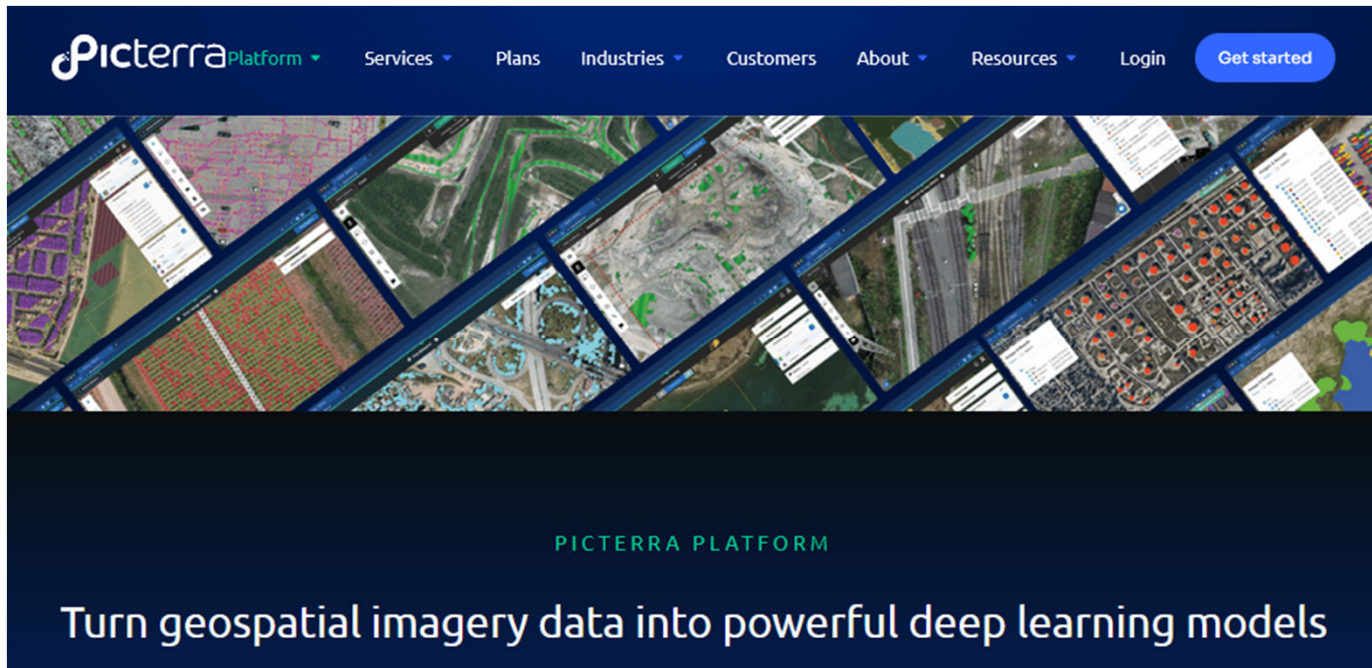 Picterra Platform Services Plans Industries Customers About Resources Login Get started
PICTERRA PLATFORM
Turn geospatial imagery data into powerful deep learning models